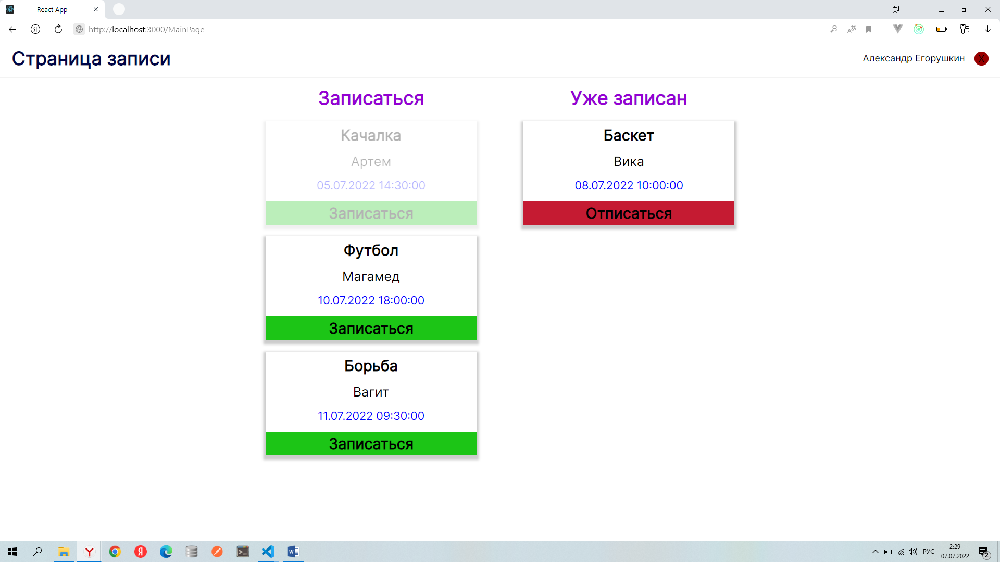 React App
http://localhost:3000/MainPage
Страница записи
Александр Егорушкин
X
Записаться
Качалка
Артем
05.07.2022 14:30:00
Записаться
Футбол
Магамед
10.07.2022 18:00:00
Записаться
Борьба
Вагит
11.07.2022 09:30:00
Записаться
Уже записан
Баскет
Вика
08.07.2022 10:00:00
Отписаться
РУС
2:29
07.07.2022
2